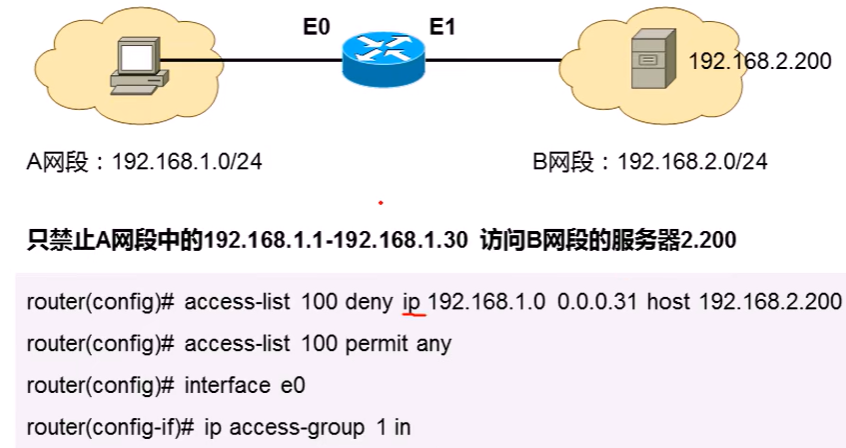 E0 E1
192.168.2.200
A网段：192.168.1.0/24 B网段：192.168.2.0/24
只禁止A网段中的192.168.1.1-192.168.1.30 访问B网段的服务器2.200
router(config)# access-list 100 deny ip 192.168.1.0 0.0.0.31 host 192.168.2.200
router(config)# access-list 100 permit any
router(config)# interface e0
router(config-if)# ip access-group 1 in